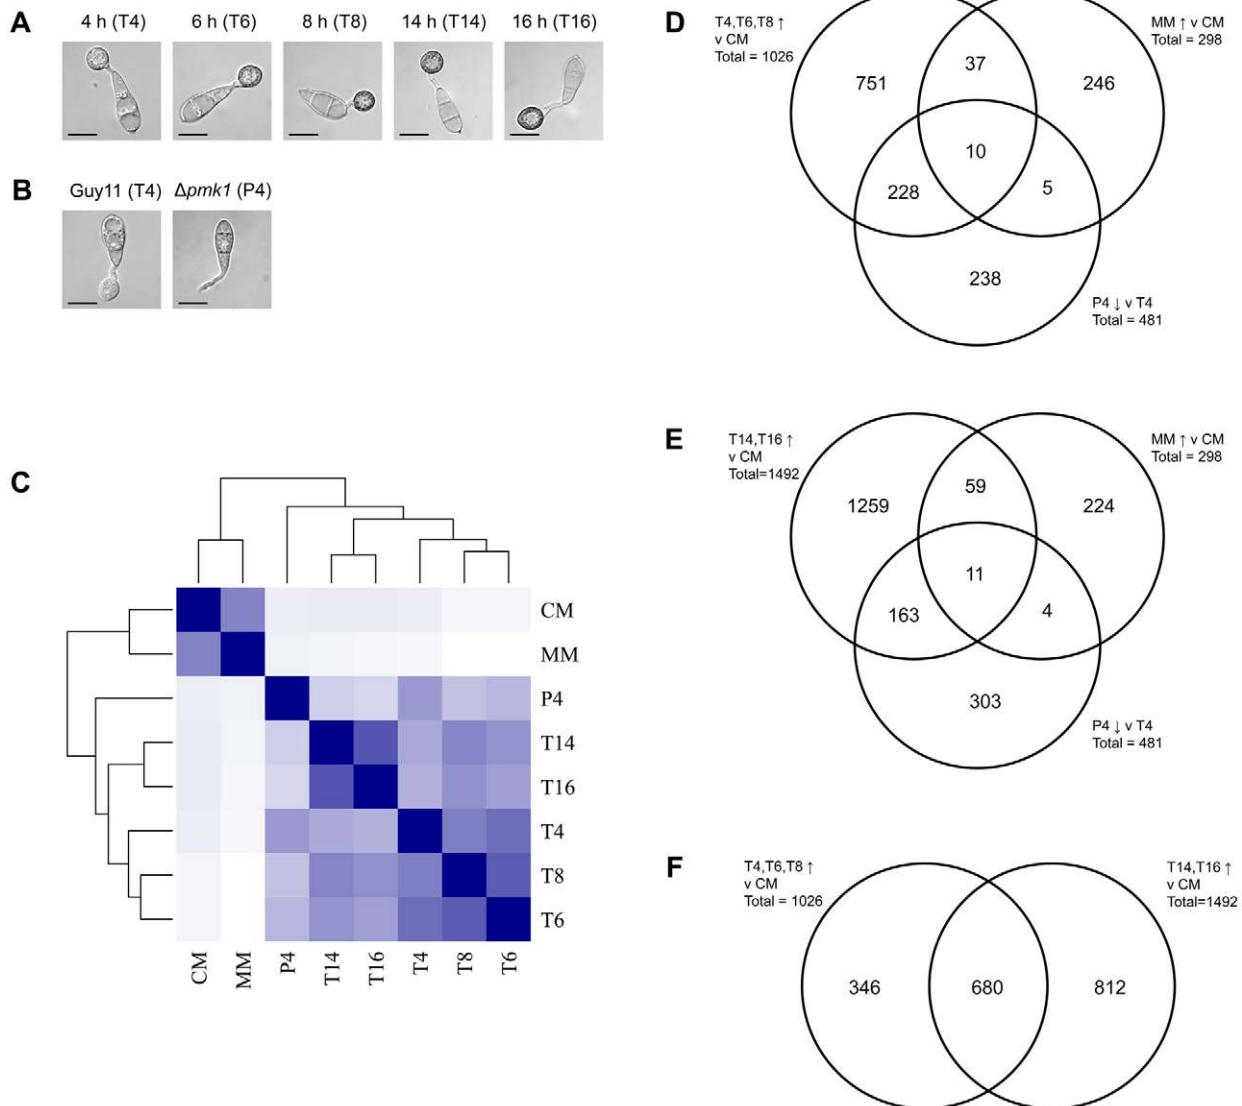 A
4 h (T4) 6 h (T6) 8 h (T8) 14 h (T14) 16 h (T16)
B
Guy11 (T4) Δpmk1 (P4)
C
CM
MM
P4
T14
T16
T4
T8
T6
CM MM P4 T14 T16 T4 T8 T6
D
T4,T6,T8 ↑
v CM
Total = 1026
MM ↑ v CM
Total = 298
37
751
246
10
228
5
238
P4 ↓ v T4
Total = 481
E
T14,T16 ↑
v CM
Total=1492
MM ↑ v CM
Total = 298
59
1259
224
11
163
4
303
P4 ↓ v T4
Total = 481
F
T4,T6,T8 ↑
v CM
Total = 1026
T14,T16 ↑
v CM
Total=1492
346
680
812